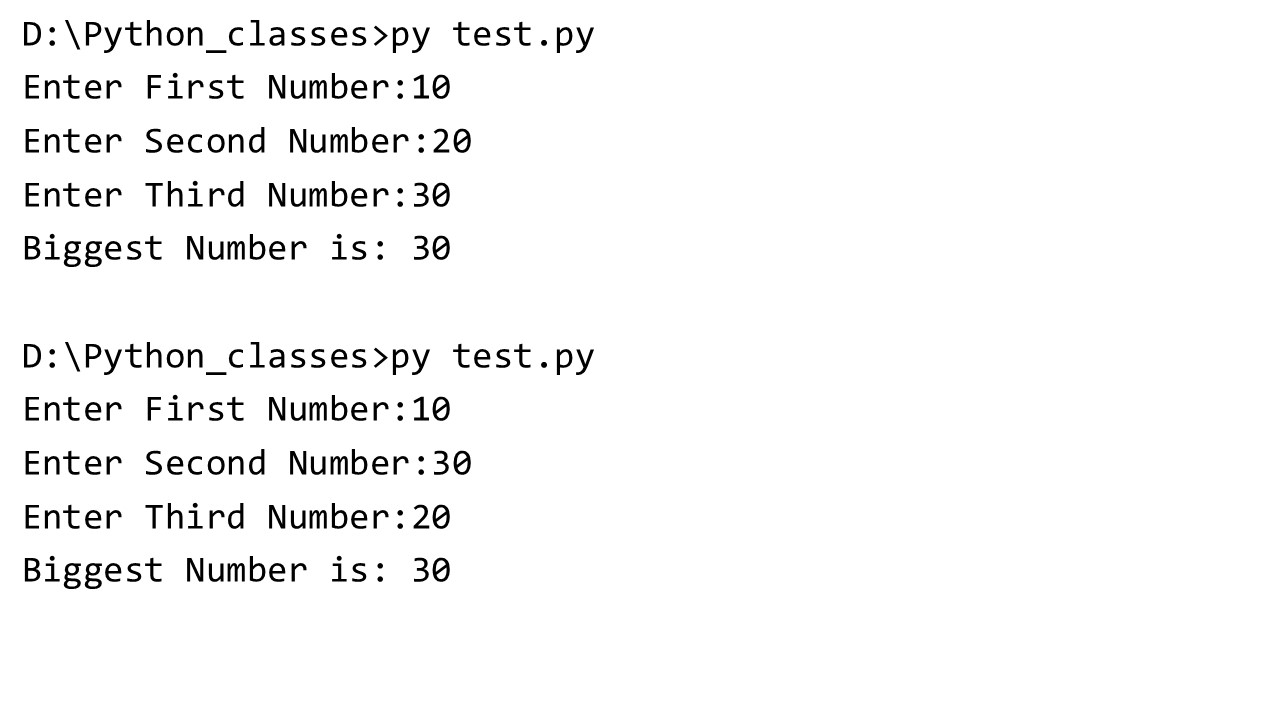 D:\Python_classes>py test.py
Enter First Number:10
Enter Second Number:20
Enter Third Number:30
Biggest Number is: 30
D:\Python_classes>py test.py
Enter First Number:10
Enter Second Number:30
Enter Third Number:20
Biggest Number is: 30